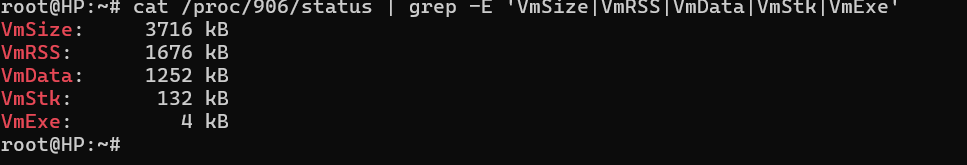 root@HP:~# cat /proc/906/status | grep -E 'VmSize|VmRSS|VmData|VmStk|VmExe'
VmSize:     3716 kB
VmRSS:      1676 kB
VmData:     1252 kB
VmStk:       132 kB
VmExe:         4 kB
root@HP:~#